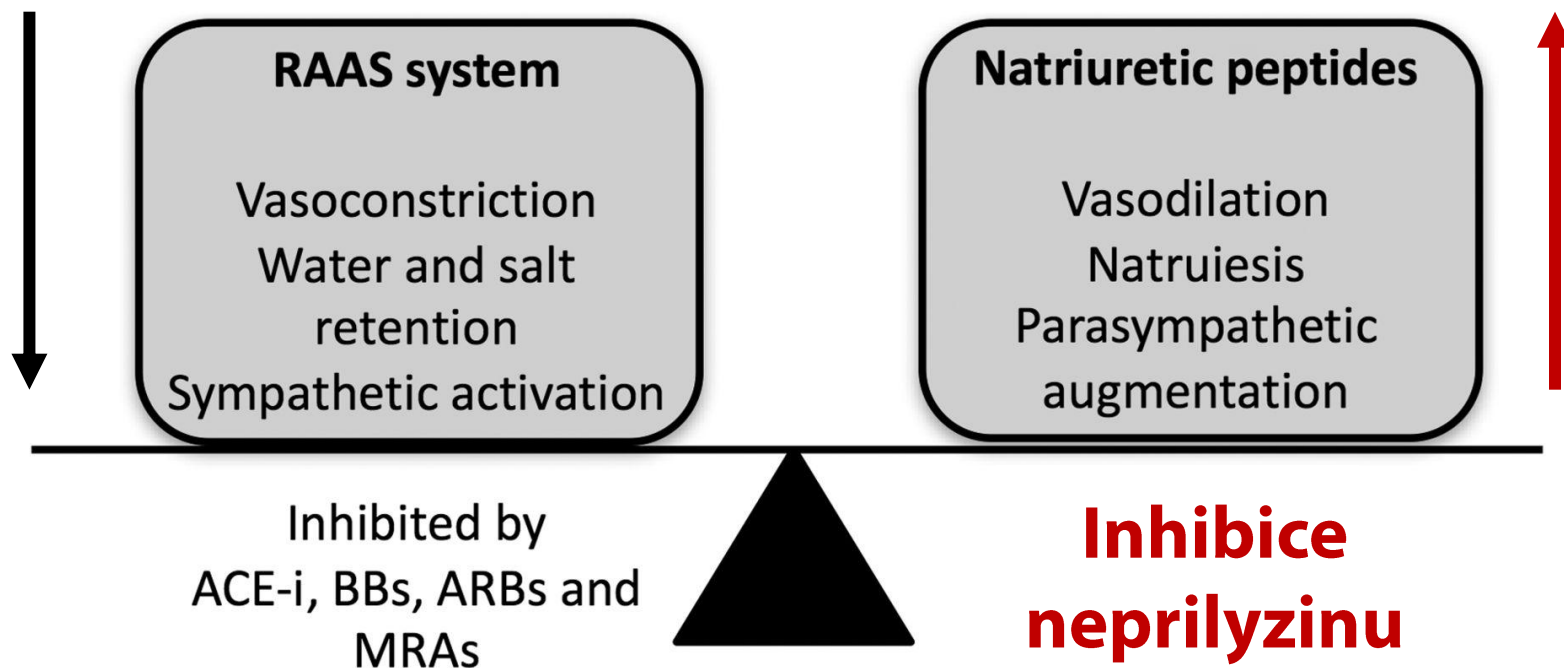 RAAS system
Vasoconstriction
Water and salt
retention
Sympathetic activation
Natriuretic peptides
Vasodilation
Natruiesis
Parasympathetic
augmentation
Inhibited by
ACE-i, BBs, ARBs and
MRAs
Inhibice
neprilyzinu